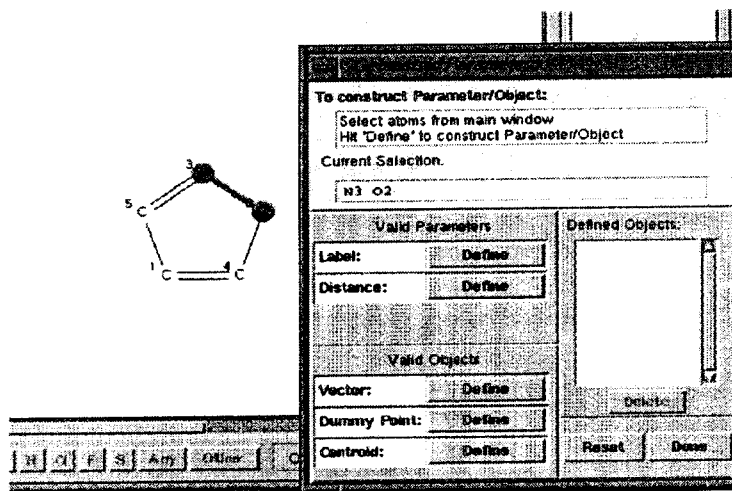 To construct Parameter/Object:
Select atoms from main window
Hit "Define" to construct Parameter/Object
Current Selection.
N3 O2
Valid Parameters
Defined Objects:
Label: Define
Distance: Define
Valid Objects
Vector: Define
Dummy Point: Define
Delete
Centroid: Define
Reset Done
3
5 C
1 C 4 C
N O F S Any Other